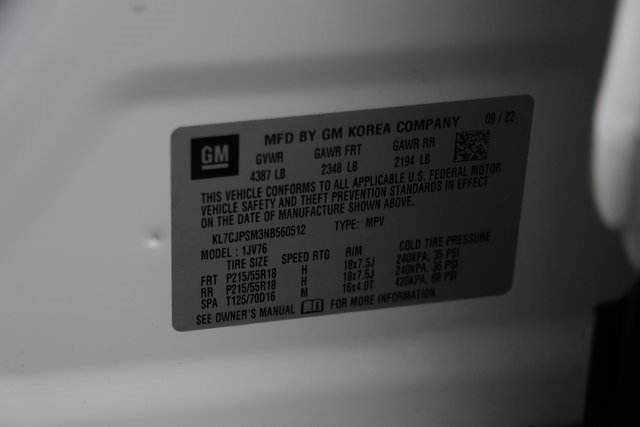 GM
MFD BY GM KOREA COMPANY 09 / 22
GVWR GAWR FRT GAWR RR
4387 LB 2348 LB 2194 LB
THIS VEHICLE CONFORMS TO ALL APPLICABLE U.S. FEDERAL MOTOR
VEHICLE SAFETY AND THEFT PREVENTION STANDARDS IN EFFECT
ON THE DATE OF MANUFACTURE SHOWN ABOVE.
KL7CJPSM3NB560512 TYPE: MPV
MODEL : 1JV76
TIRE SIZE SPEED RTG RIM COLD TIRE PRESSURE
FRT P215/55R18 H 18x7.5J 240KPA, 35 PSI
RR P215/55R18 H 18x7.5J 240KPA, 35 PSI
SPA T125/70D16 M 16x4.0T 420KPA, 60 PSI
SEE OWNER'S MANUAL FOR MORE INFORMATION.